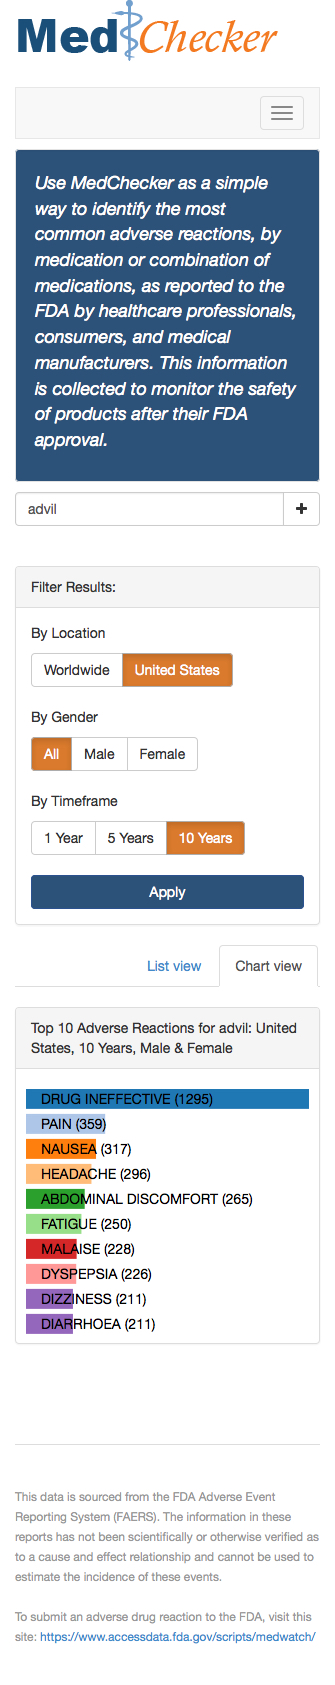 MedChecker
Use MedChecker as a simple
way to identify the most
common adverse reactions, by
medication or combination of
medications, as reported to the
FDA by healthcare professionals,
consumers, and medical
manufacturers. This information
is collected to monitor the safety
of products after their FDA
approval.
advil +
Filter Results:
By Location
Worldwide United States
By Gender
All Male Female
By Timeframe
1 Year 5 Years 10 Years
Apply
List view Chart view
Top 10 Adverse Reactions for advil: United
States, 10 Years, Male & Female
DRUG INEFFECTIVE (1295)
PAIN (359)
NAUSEA (317)
HEADACHE (296)
ABDOMINAL DISCOMFORT (265)
FATIGUE (250)
MALAISE (228)
DYSPEPSIA (226)
DIZZINESS (211)
DIARRHOEA (211)
This data is sourced from the FDA Adverse Event
Reporting System (FAERS). The information in these
reports has not been scientifically or otherwise verified as
to a cause and effect relationship and cannot be used to
estimate the incidence of these events.
To submit an adverse drug reaction to the FDA, visit this
site: https://www.accessdata.fda.gov/scripts/medwatch/